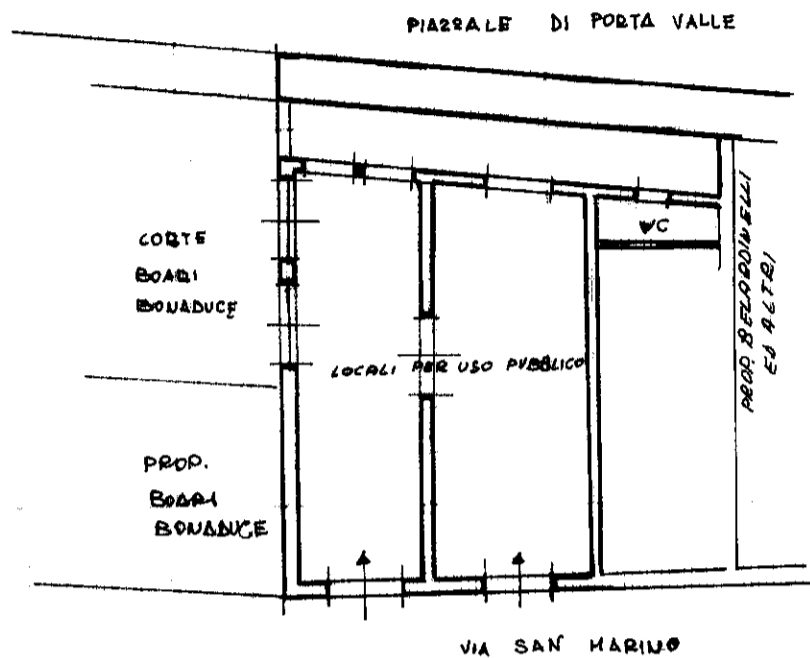 PIAZZALE DI PORTA VALLE
WC
CORTE
BOARI
BONADUCE
PROP. BELARDINELLI
ED ALTRI
LOCALI PER USO PUBBLICO
PROP.
BOARI
BONADUCE
VIA SAN MARINO